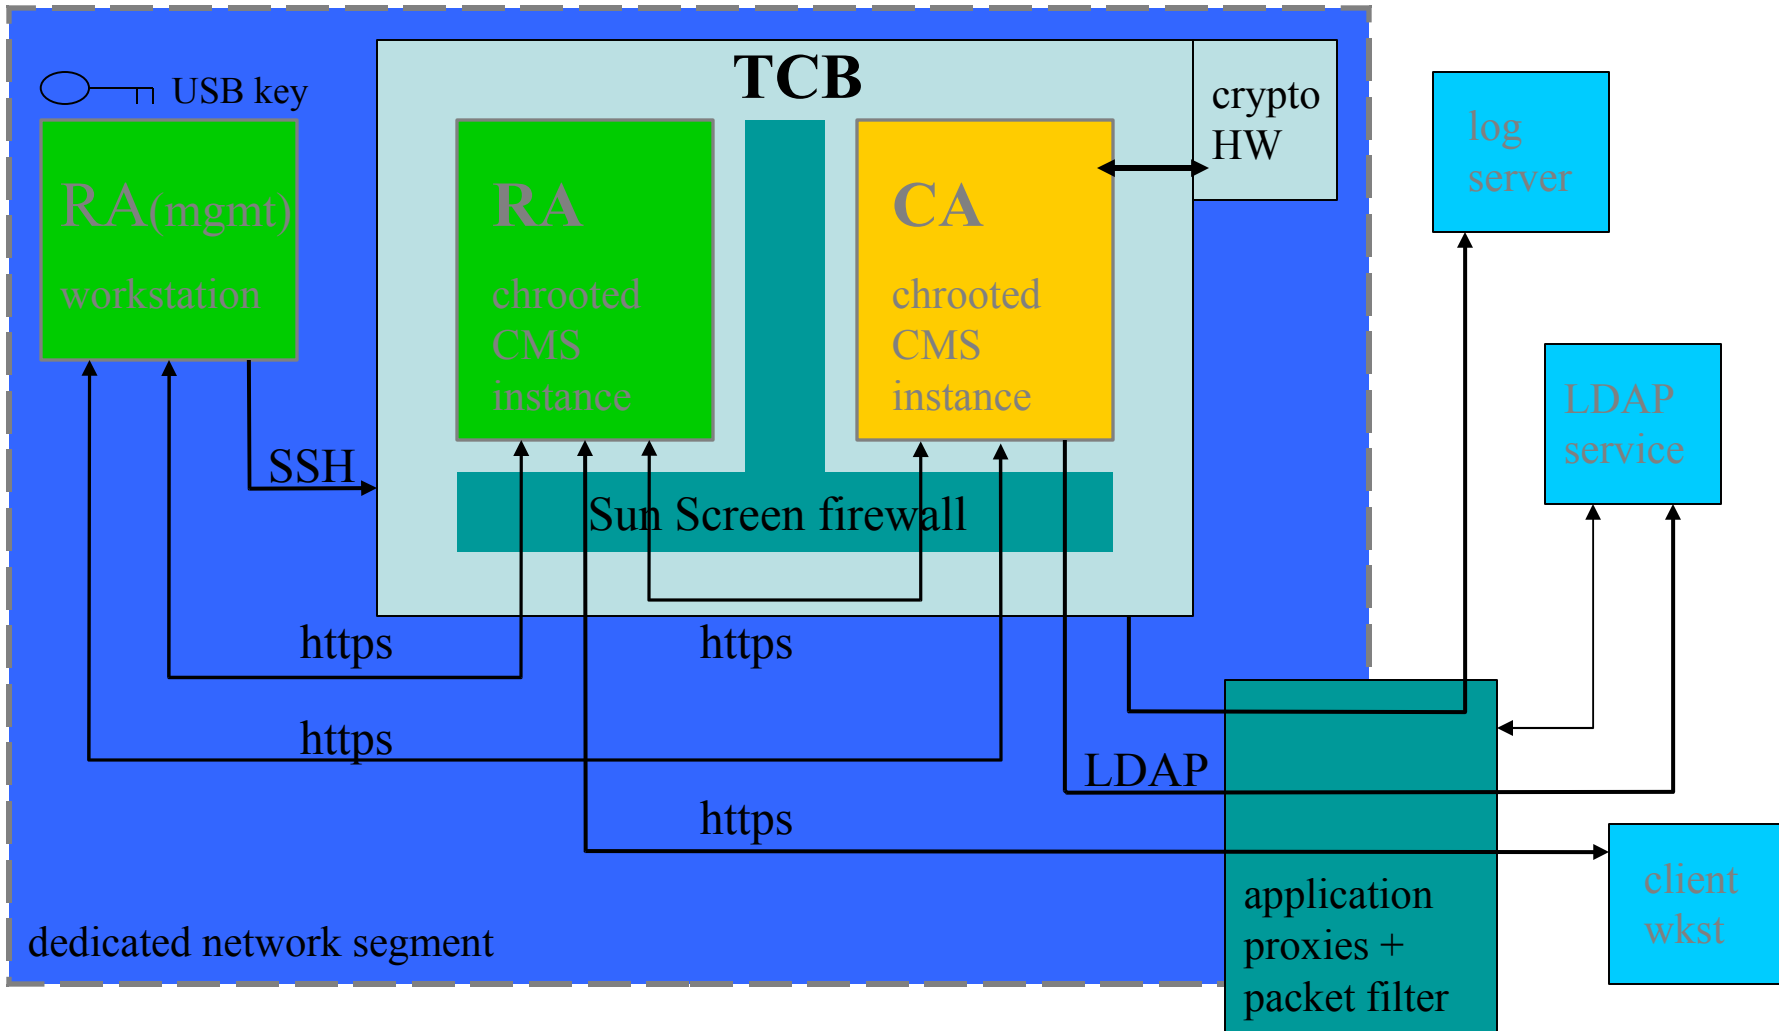 TCB
USB key
crypto
HW
log
server
RA(mgmt)
workstation
RA
chrooted
CMS
instance
CA
chrooted
CMS
instance
LDAP
service
SSH
Sun Screen firewall
https
https
https
LDAP
https
client
wkst
application
proxies +
packet filter
dedicated network segment